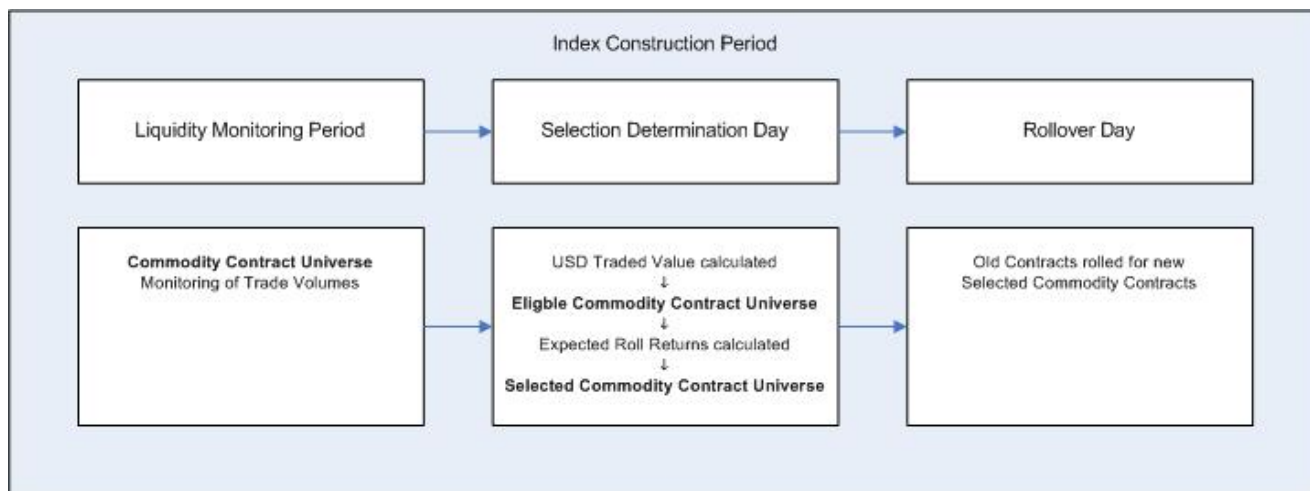 Index Construction Period
Liquidity Monitoring Period
Selection Determination Day
Rollover Day
Commodity Contract Universe
Monitoring of Trade Volumes
USD Traded Value calculated
↓
Eligble Commodity Contract Universe
↓
Expected Roll Returns calculated
↓
Selected Commodity Contract Universe
Old Contracts rolled for new
Selected Commodity Contracts